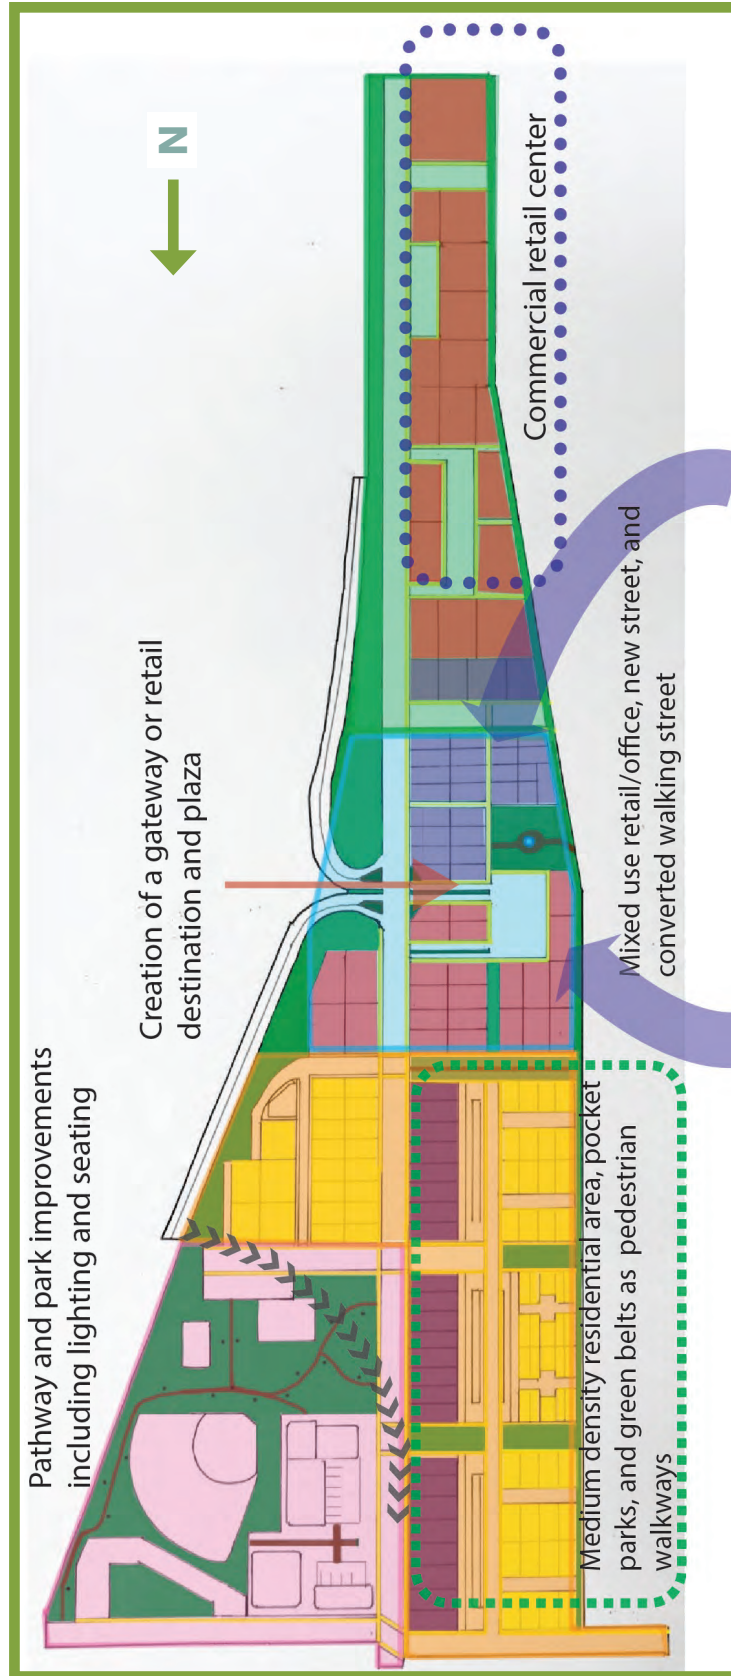 Pathway and park improvements
including lighting and seating
Creation of a gateway or retail
destination and plaza
N
Medium density residential area, pocket
parks, and green belts as pedestrian
walkways
Mixed use retail/office, new street, and
converted walking street
Commercial retail center